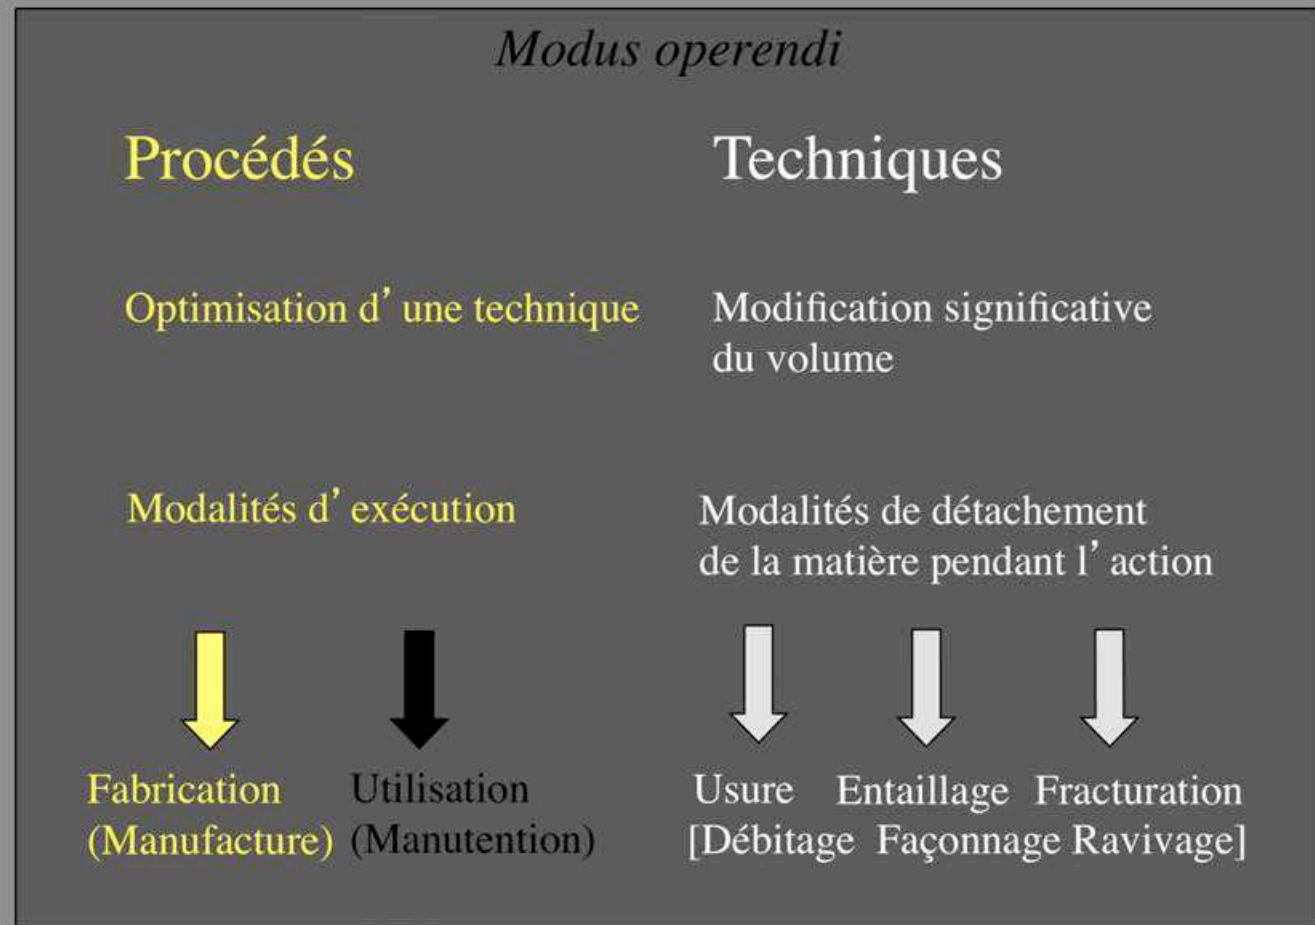 Modus operendi
Procédés
Techniques
Optimisation d’ une technique
Modification significative
du volume
Modalités d’ exécution
Modalités de détachement
de la matière pendant l’ action
Fabrication
(Manufacture)
Utilisation
(Manutention)
Usure Entaillage Fracturation
[Débitage Façonnage Ravivage]